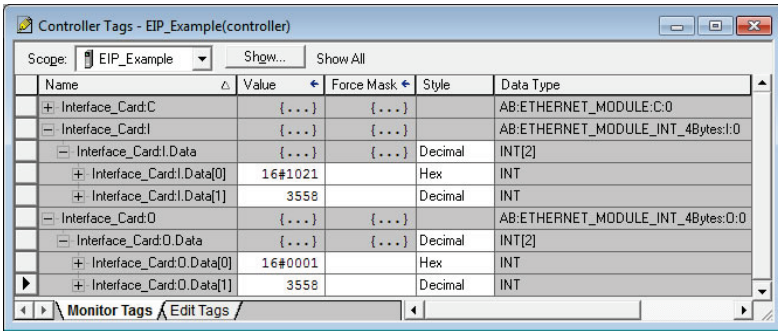 Controller Tags - EIP_Example(controller)
Scope: EIP_Example Show... Show All
Name Value Force Mask Style Data Type
Interface_Card:C {...} {...} AB:ETHERNET_MODULE:C:0
Interface_Card:I {...} {...} AB:ETHERNET_MODULE_INT_4Bytes:I:0
Interface_Card:I.Data {...} {...} Decimal INT[2]
Interface_Card:I.Data[0] 16#1021 Hex INT
Interface_Card:I.Data[1] 3558 Decimal INT
Interface_Card:O {...} {...} AB:ETHERNET_MODULE_INT_4Bytes:O:0
Interface_Card:O.Data {...} {...} Decimal INT[2]
Interface_Card:O.Data[0] 16#0001 Hex INT
Interface_Card:O.Data[1] 3558 Decimal INT
Monitor Tags Edit Tags